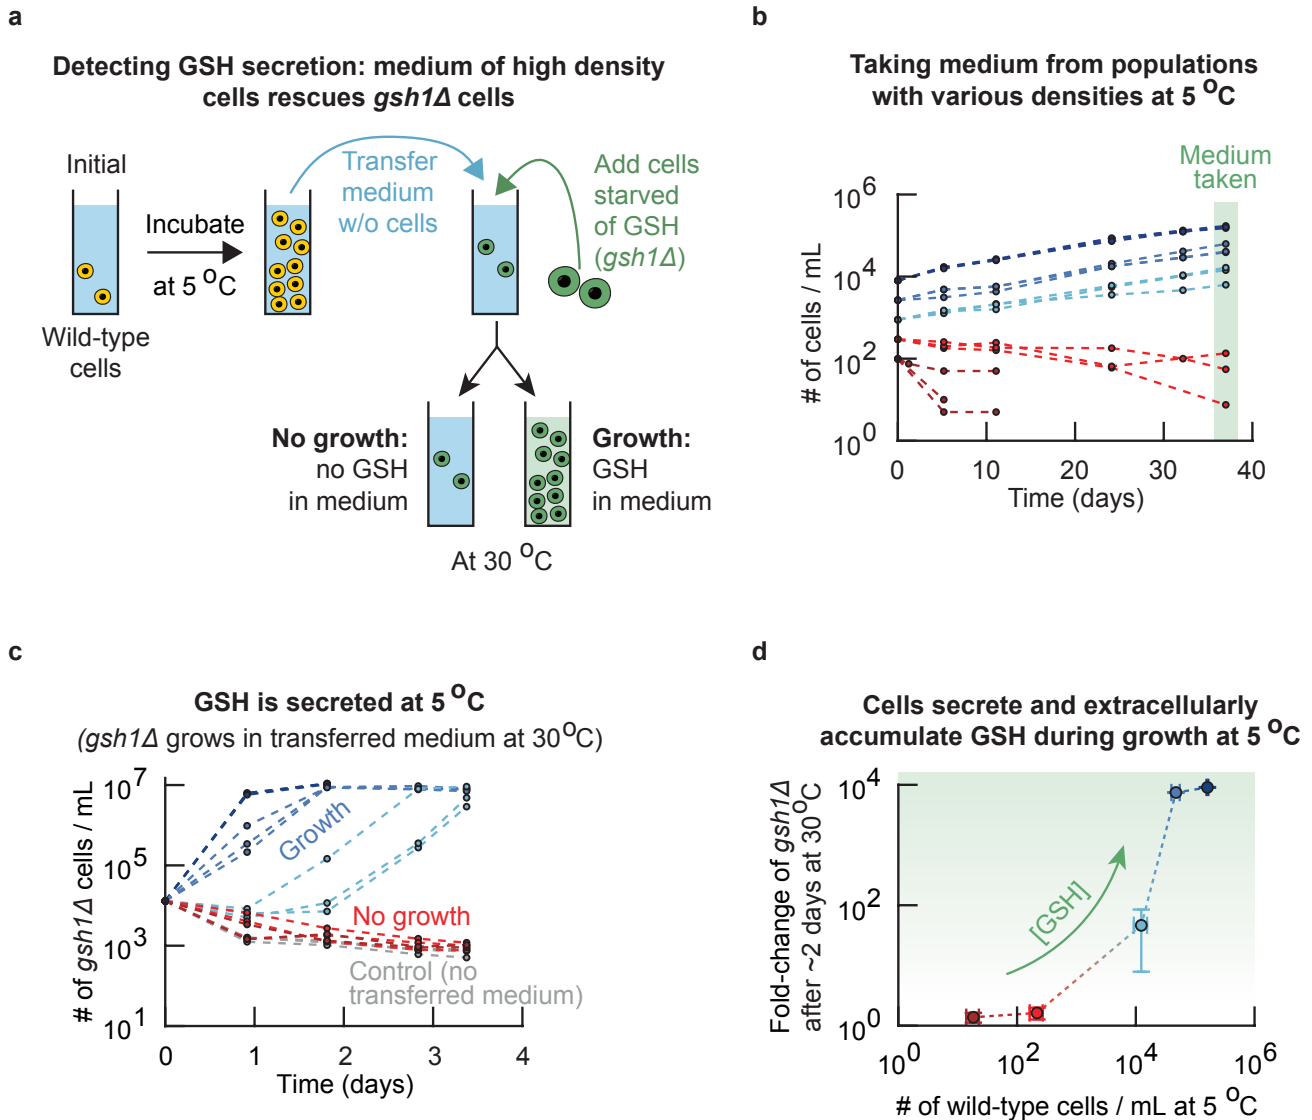 a
Detecting GSH secretion: medium of high density
cells rescues gsh1Δ cells
Initial
Incubate
at 5 °C
Wild-type
cells
Transfer
medium
w/o cells
Add cells
starved
of GSH
(gsh1Δ)
No growth:
no GSH
in medium
Growth:
GSH
in medium
At 30 °C
b
Taking medium from populations
with various densities at 5 °C
Medium
taken
# of cells / mL
10^6
10^4
10^2
10^0
0 10 20 30 40
Time (days)
c
GSH is secreted at 5 °C
(gsh1Δ grows in transferred medium at 30°C)
# of gsh1Δ cells / mL
10^7
10^5
10^3
10^1
Growth
No growth
Control (no
transferred medium)
0 1 2 3 4
Time (days)
d
Cells secrete and extracellularly
accumulate GSH during growth at 5 °C
Fold-change of gsh1Δ
after ~2 days at 30°C
10^4
10^2
10^0
[GSH]
10^0 10^2 10^4 10^6
# of wild-type cells / mL at 5 °C